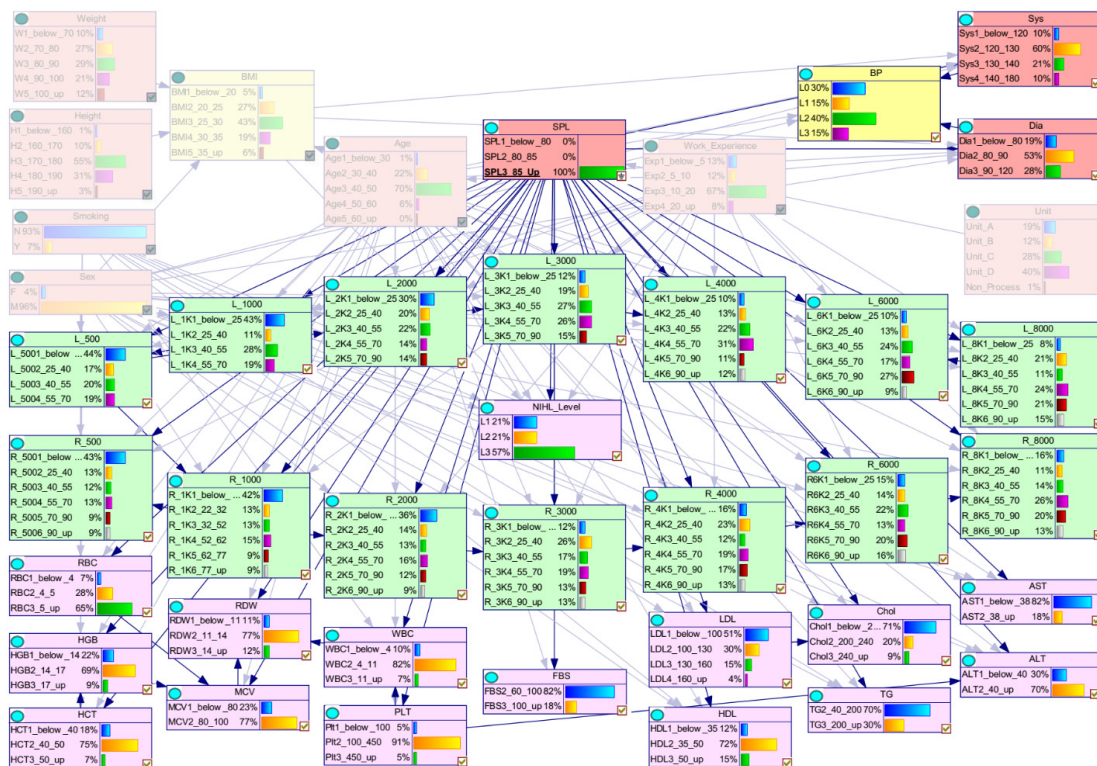 Weight
W1_below_70 10%
W2_70_80 27%
W3_80_90 29%
W4_90_100 21%
W5_100_up 12%
Height
H1_below_160 1%
H2_160_170 10%
H3_170_180 55%
H4_180_190 31%
H5_190_up 3%
BMI
BMI1_below_20 5%
BMI2_20_25 27%
BMI3_25_30 43%
BMI4_30_35 19%
BMI5_35_up 6%
Smoking
N 93%
Y 7%
Sex
F 4%
M 96%
Age
Age1_below_30 1%
Age2_30_40 22%
Age3_40_50 70%
Age4_50_60 6%
Age5_60_up 0%
SPL
SPL1_below_80 0%
SPL2_80_85 0%
SPL3_85_Up 100%
Work_Experience
Exp1_below_5 13%
Exp2_5_10 12%
Exp3_10_20 67%
Exp4_20_up 8%
BP
L0 30%
L1 15%
L2 40%
L3 15%
Sys
Sys1_below_120 10%
Sys2_120_130 60%
Sys3_130_140 21%
Sys4_140_180 10%
Dia
Dia1_below_80 19%
Dia2_80_90 53%
Dia3_90_120 28%
Unit
Unit_A 19%
Unit_B 12%
Unit_C 28%
Unit_D 40%
Non_Process 1%
L_500
L_5001_below ... 44%
L_5002_25_40 17%
L_5003_40_55 20%
L_5004_55_70 19%
L_1000
L_1K1_below_25 43%
L_1K2_25_40 11%
L_1K3_40_55 28%
L_1K4_55_70 19%
L_2000
L_2K1_below_25 30%
L_2K2_25_40 20%
L_2K3_40_55 22%
L_2K4_55_70 14%
L_2K5_70_90 14%
L_3000
L_3K1_below_25 12%
L_3K2_25_40 19%
L_3K3_40_55 27%
L_3K4_55_70 26%
L_3K5_70_90 15%
L_4000
L_4K1_below_25 10%
L_4K2_25_40 13%
L_4K3_40_55 22%
L_4K4_55_70 31%
L_4K5_70_90 11%
L_4K6_90_up 12%
L_6000
L_6K1_below_25 10%
L_6K2_25_40 13%
L_6K3_40_55 24%
L_6K4_55_70 17%
L_6K5_70_90 27%
L_6K6_90_up 9%
L_8000
L_8K1_below_25 8%
L_8K2_25_40 21%
L_8K3_40_55 11%
L_8K4_55_70 24%
L_8K5_70_90 21%
L_8K6_90_up 15%
NIHL_Level
L1 21%
L2 21%
L3 57%
R_500
R_5001_below ... 43%
R_5002_25_40 13%
R_5003_40_55 12%
R_5004_55_70 13%
R_5005_70_90 9%
R_5006_90_up 9%
R_1000
R_1K1_below_ ... 42%
R_1K2_22_32 13%
R_1K3_32_52 13%
R_1K4_52_62 15%
R_1K5_62_77 9%
R_1K6_77_up 9%
R_2000
R_2K1_below_ ... 36%
R_2K2_25_40 14%
R_2K3_40_55 13%
R_2K4_55_70 16%
R_2K5_70_90 12%
R_2K6_90_up 9%
R_3000
R_3K1_below_ ... 12%
R_3K2_25_40 26%
R_3K3_40_55 17%
R_3K4_55_70 19%
R_3K5_70_90 13%
R_3K6_90_up 13%
R_4000
R_4K1_below_ ... 16%
R_4K2_25_40 23%
R_4K3_40_55 12%
R_4K4_55_70 19%
R_4K5_70_90 17%
R_4K6_90_up 13%
R_6000
R6K1_below_25 15%
R6K2_25_40 14%
R6K3_40_55 22%
R6K4_55_70 13%
R6K5_70_90 20%
R6K6_90_up 16%
R_8000
R_8K1_below_ ... 16%
R_8K2_25_40 11%
R_8K3_40_55 14%
R_8K4_55_70 26%
R_8K5_70_90 20%
R_8K6_90_up 13%
RBC
RBC1_below_4 7%
RBC2_4_5 28%
RBC3_5_up 65%
HGB
HGB1_below_14 22%
HGB2_14_17 69%
HGB3_17_up 9%
HCT
HCT1_below_40 18%
HCT2_40_50 75%
HCT3_50_up 7%
RDW
RDW1_below_11 11%
RDW2_11_14 77%
RDW3_14_up 12%
MCV
MCV1_below_80 23%
MCV2_80_100 77%
WBC
WBC1_below_4 10%
WBC2_4_11 82%
WBC3_11_up 7%
PLT
Plt1_below_100 5%
Plt2_100_450 91%
Plt3_450_up 5%
FBS
FBS2_60_100 82%
FBS3_100_up 18%
LDL
LDL1_below_100 51%
LDL2_100_130 30%
LDL3_130_160 15%
LDL4_160_up 4%
HDL
HDL1_below_35 12%
HDL2_35_50 72%
HDL3_50_up 15%
Chol
Chol1_below_2... 71%
Chol2_200_240 20%
Chol3_240_up 9%
TG
TG2_40_200 70%
TG3_200_up 30%
AST
AST1_below_38 82%
AST2_38_up 18%
ALT
ALT1_below_40 30%
ALT2_40_up 70%